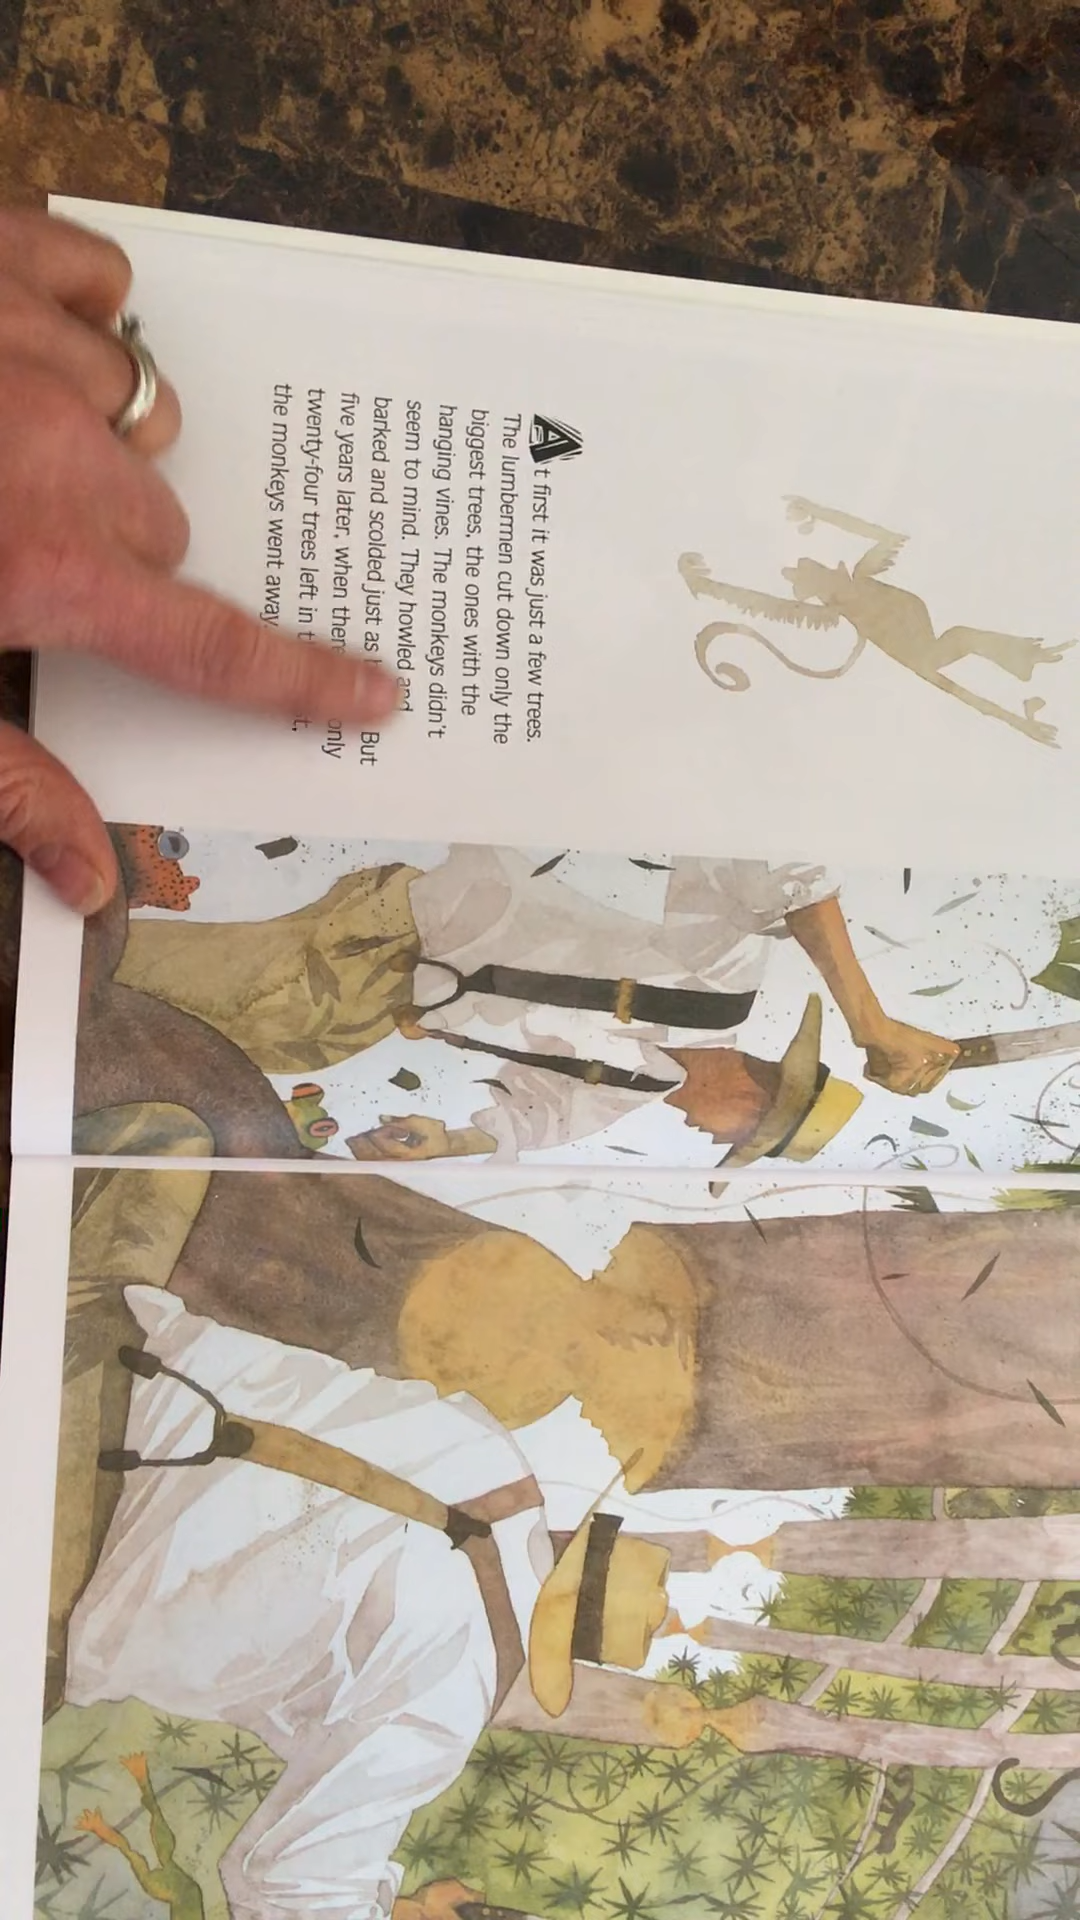 At first it was just a few trees.
The lumbermen cut down only the
biggest trees, the ones with the
hanging vines. The monkeys didn't
seem to mind. They howled and
barked and scolded just as But
five years later, when there only
twenty-four trees left in
the monkeys went away